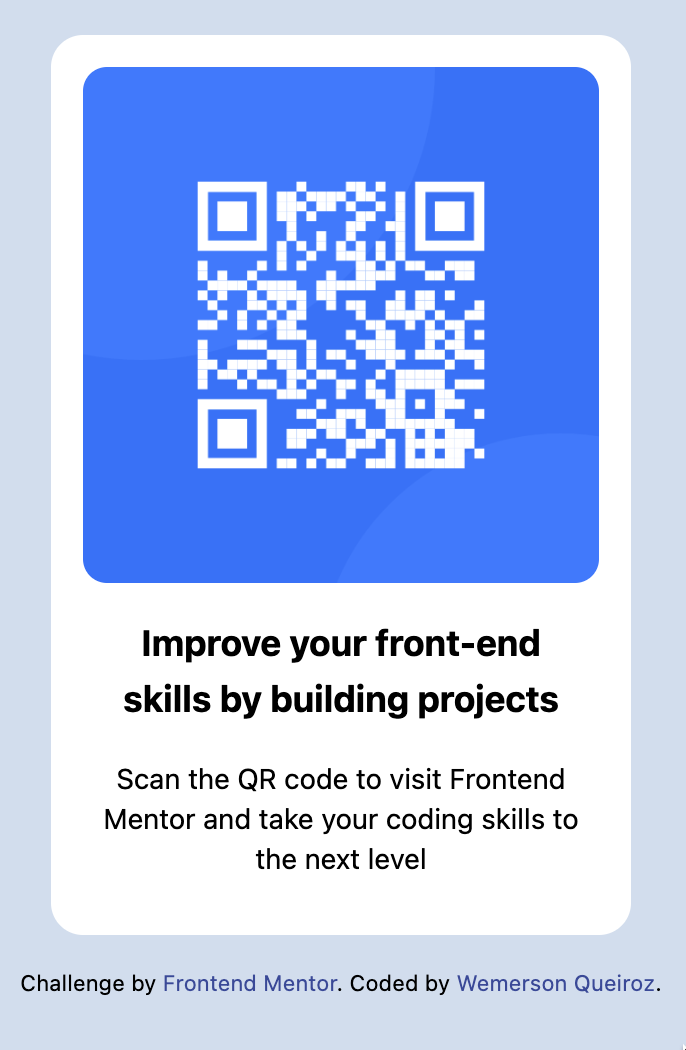 Improve your front-end
skills by building projects
Scan the QR code to visit Frontend
Mentor and take your coding skills to
the next level
Challenge by Frontend Mentor. Coded by Wemerson Queiroz.